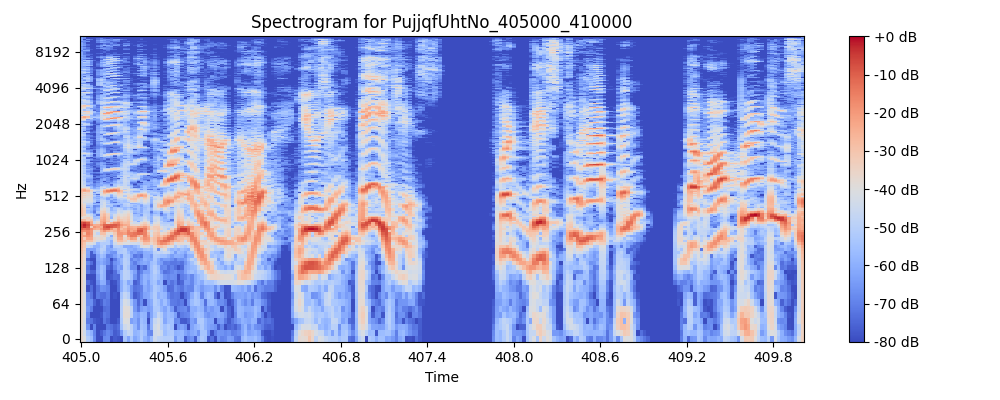 Spectrogram for PujjqfUhtNo_405000_410000
Hz
8192
4096
2048
1024
512
256
128
64
0
405.0 405.6 406.2 406.8 407.4 408.0 408.6 409.2 409.8
Time
+0 dB
-10 dB
-20 dB
-30 dB
-40 dB
-50 dB
-60 dB
-70 dB
-80 dB